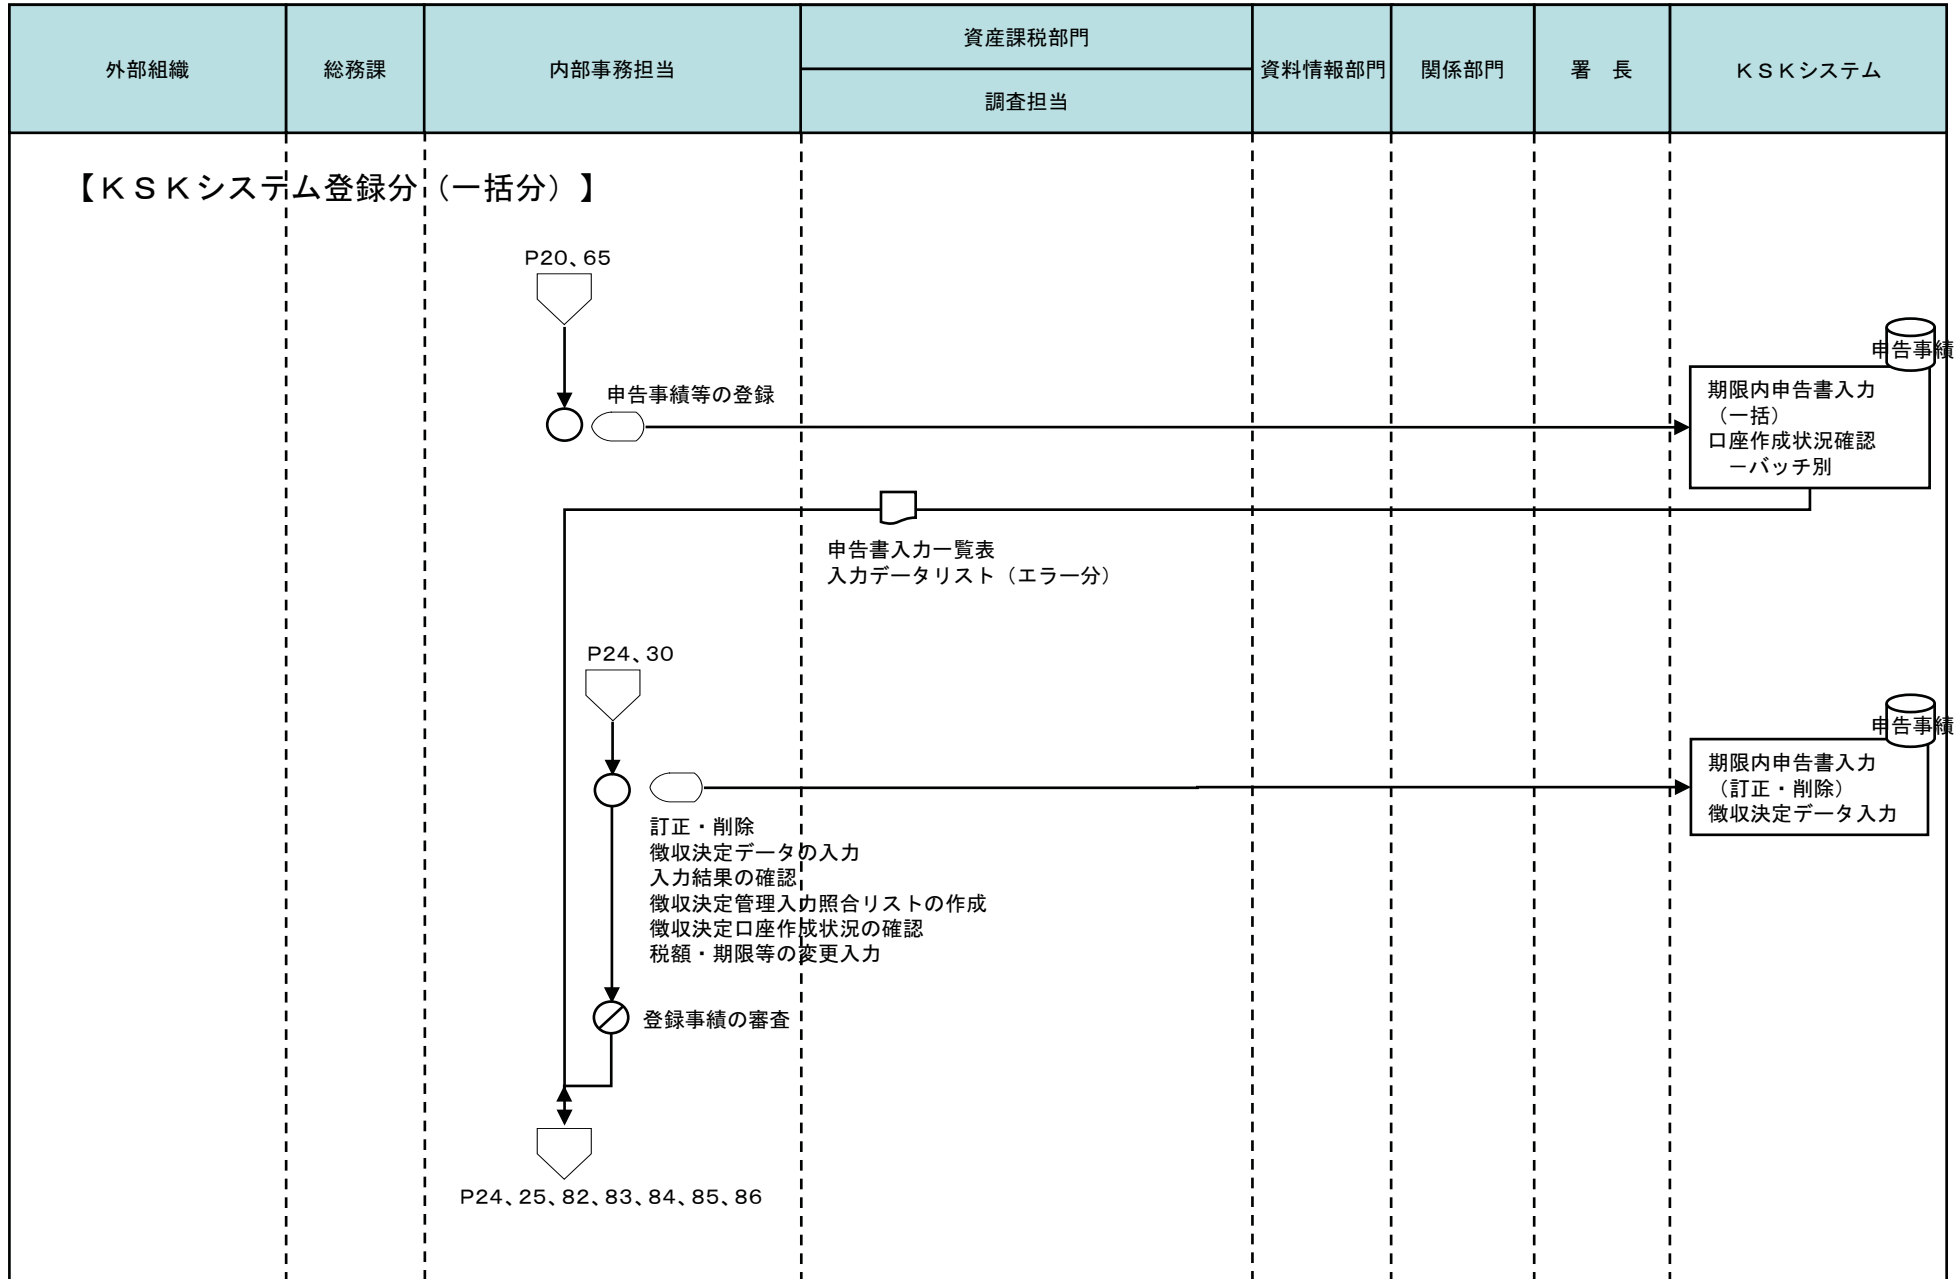 外部組織
総務課
内部事務担当
資産課税部門
調査担当
資料情報部門
関係部門
署　長
ＫＳＫシステム
【ＫＳＫシステム登録分（一括分）】
P20、65
申告事績等の登録
申告事績
期限内申告書入力
（一括）
口座作成状況確認
－バッチ別
申告書入力一覧表
入力データリスト（エラー分）
P24、30
申告事績
期限内申告書入力
（訂正・削除）
徴収決定データ入力
訂正・削除
徴収決定データの入力
入力結果の確認
徴収決定管理入力照合リストの作成
徴収決定口座作成状況の確認
税額・期限等の変更入力
登録事績の審査
P24、25、82、83、84、85、86